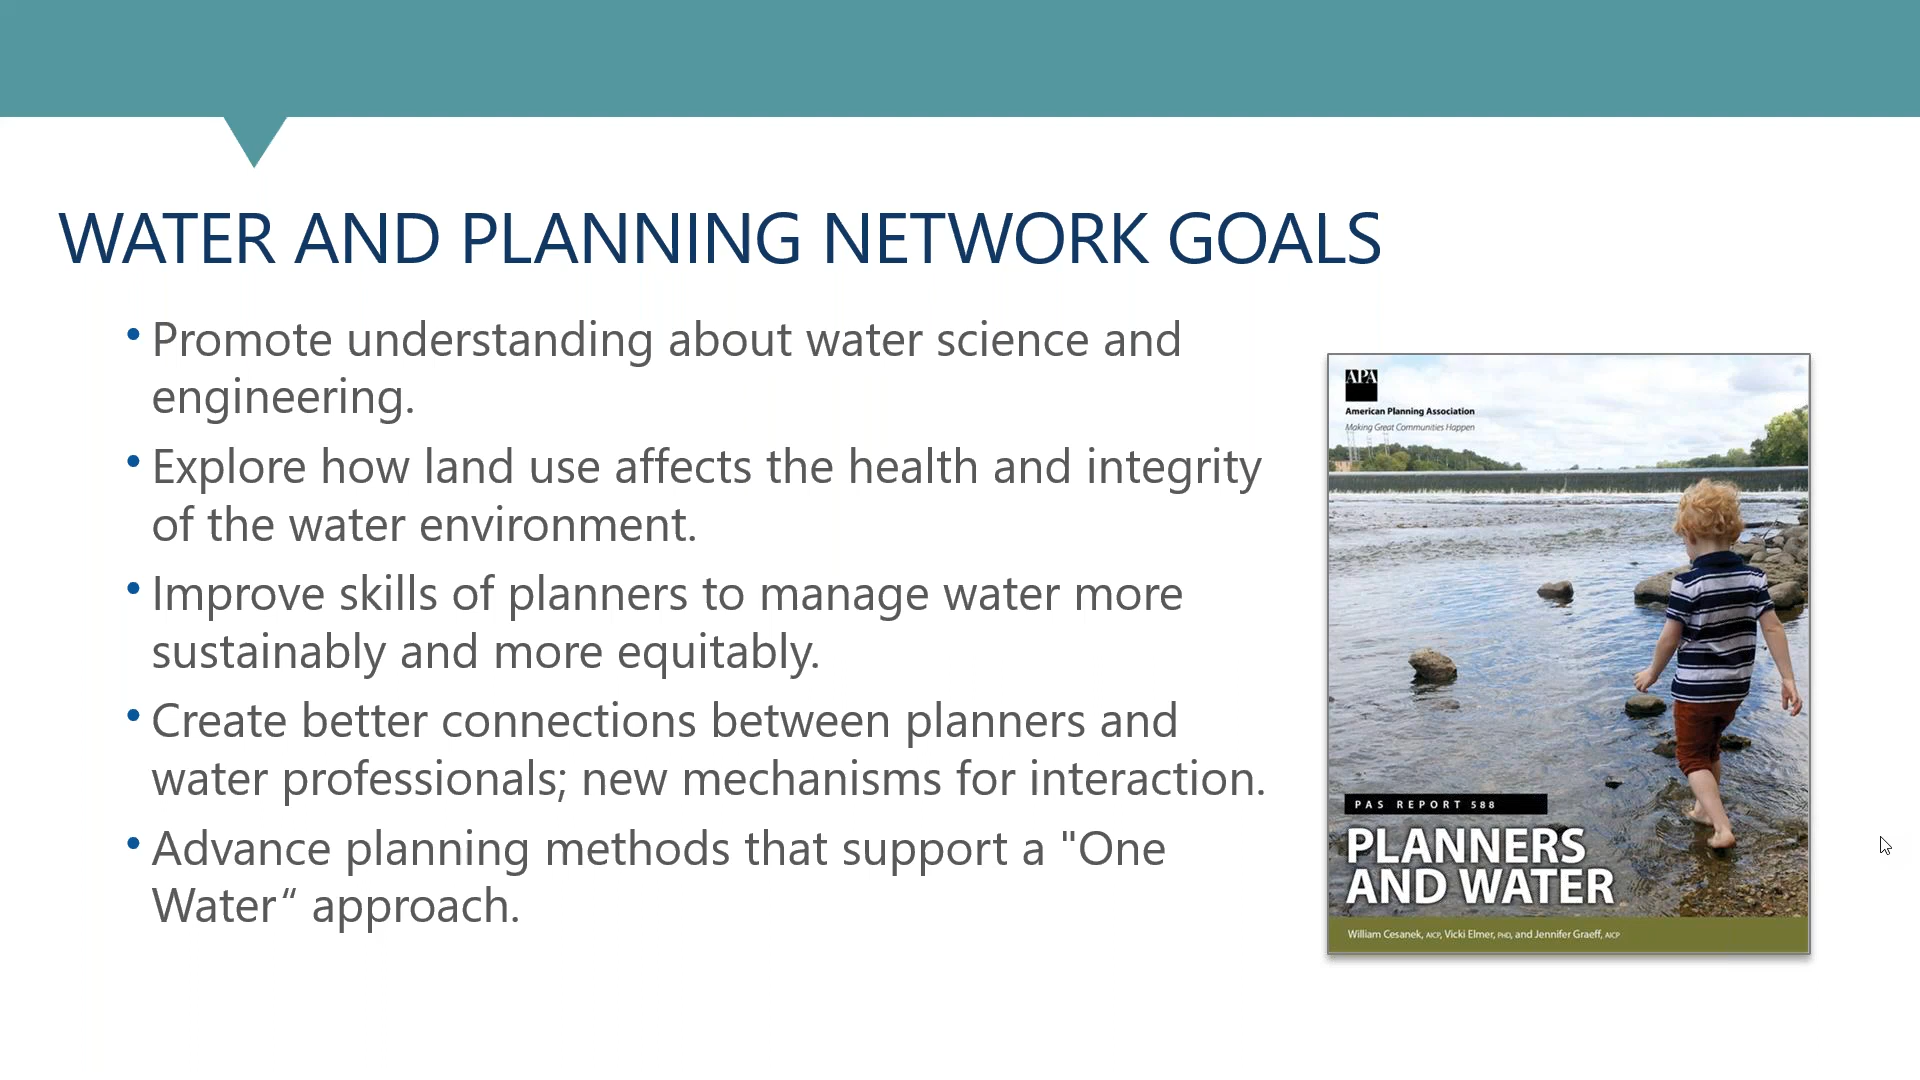 WATER AND PLANNING NETWORK GOALS
• Promote understanding about water science and
engineering.
• Explore how land use affects the health and integrity
of the water environment.
• Improve skills of planners to manage water more
sustainably and more equitably.
• Create better connections between planners and
water professionals; new mechanisms for interaction.
• Advance planning methods that support a "One
Water“ approach.
APA
American Planning Association
Making Great Communities Happen
PAS REPORT 588
PLANNERS
AND WATER
William Cesanek, AICP, Vicki Elmer, PhD, and Jennifer Graeff, AICP